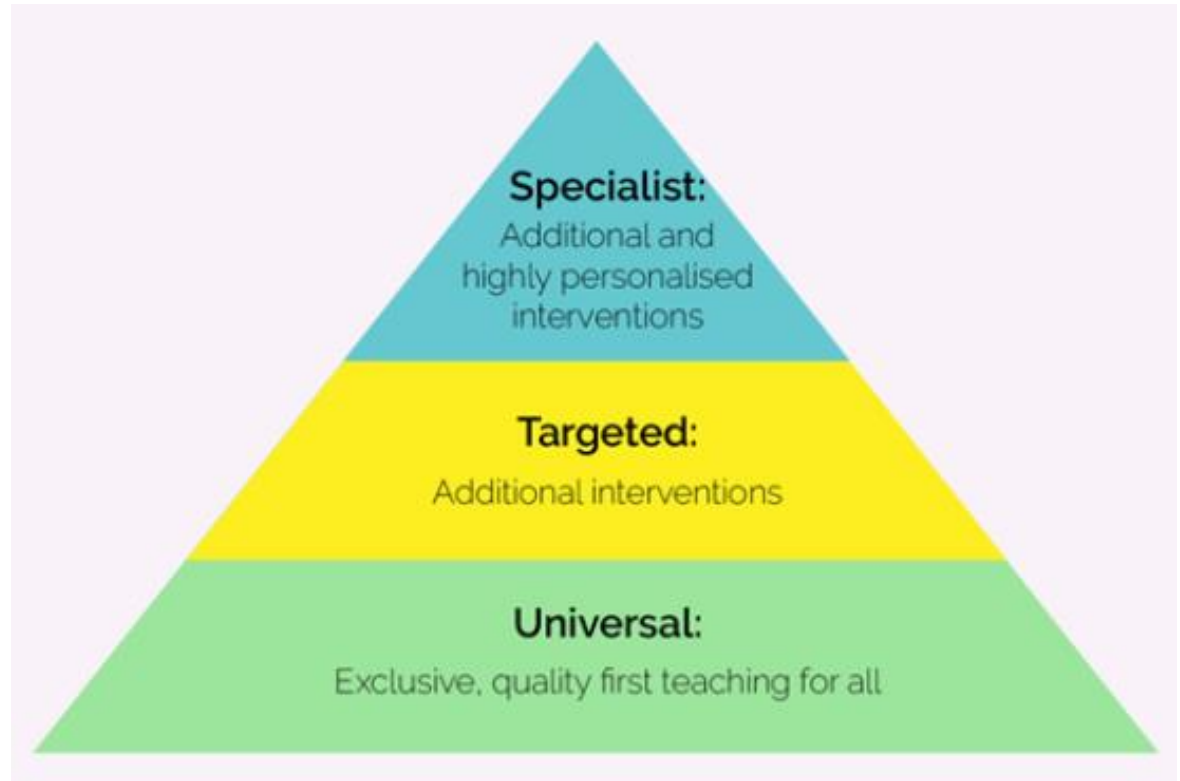 Specialist:
Additional and
highly personalised
interventions
Targeted:
Additional interventions
Universal:
Exclusive, quality first teaching for all